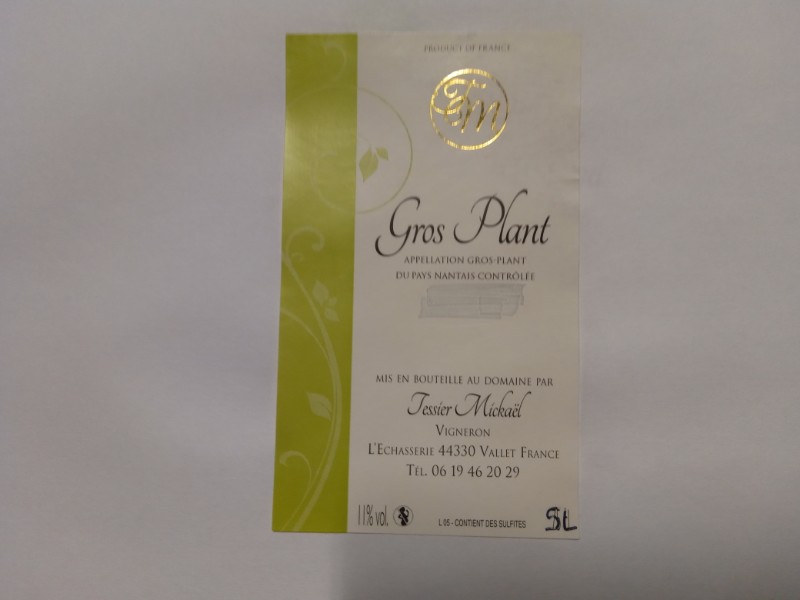 PRODUCT OF FRANCE
TM
Gros Plant
APPELLATION GROS-PLANT
DU PAYS NANTAIS CONTRÔLÉE
MIS EN BOUTEILLE AU DOMAINE PAR
Tessier Mickaël
VIGNERON
L'ECHASSERIE 44330 VALLET FRANCE
TÉL. 06 19 46 20 29
11% vol.
L 05 - CONTIENT DES SULFITES